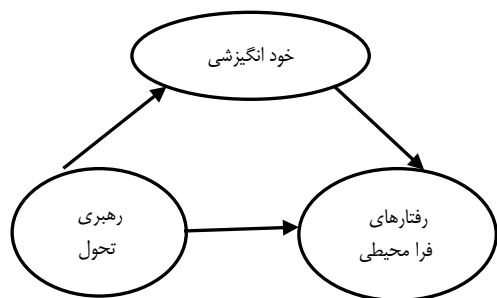 خود انگیزشی
رهبری
تحول
رفتارهای
فرا محیطی